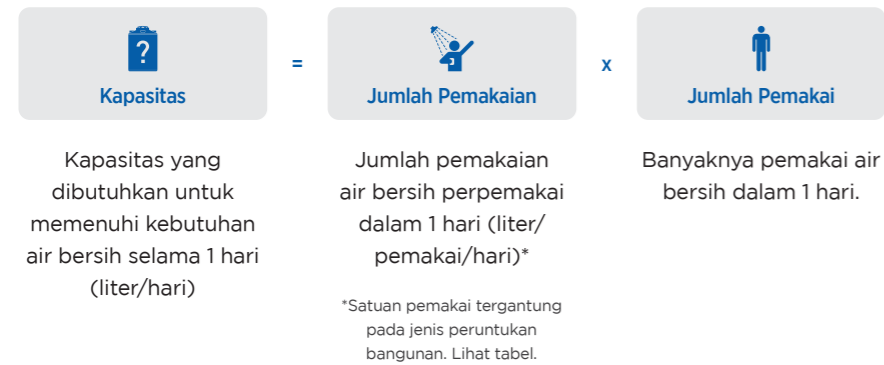 ?
Kapasitas
=
Jumlah Pemakaian
x
Jumlah Pemakai
Kapasitas yang
dibutuhkan untuk
memenuhi kebutuhan
air bersih selama 1 hari
(liter/hari)
Jumlah pemakaian
air bersih perpemakai
dalam 1 hari (liter/
pemakai/hari)*
*Satuan pemakai tergantung
pada jenis peruntukan
bangunan. Lihat tabel.
Banyaknya pemakai air
bersih dalam 1 hari.